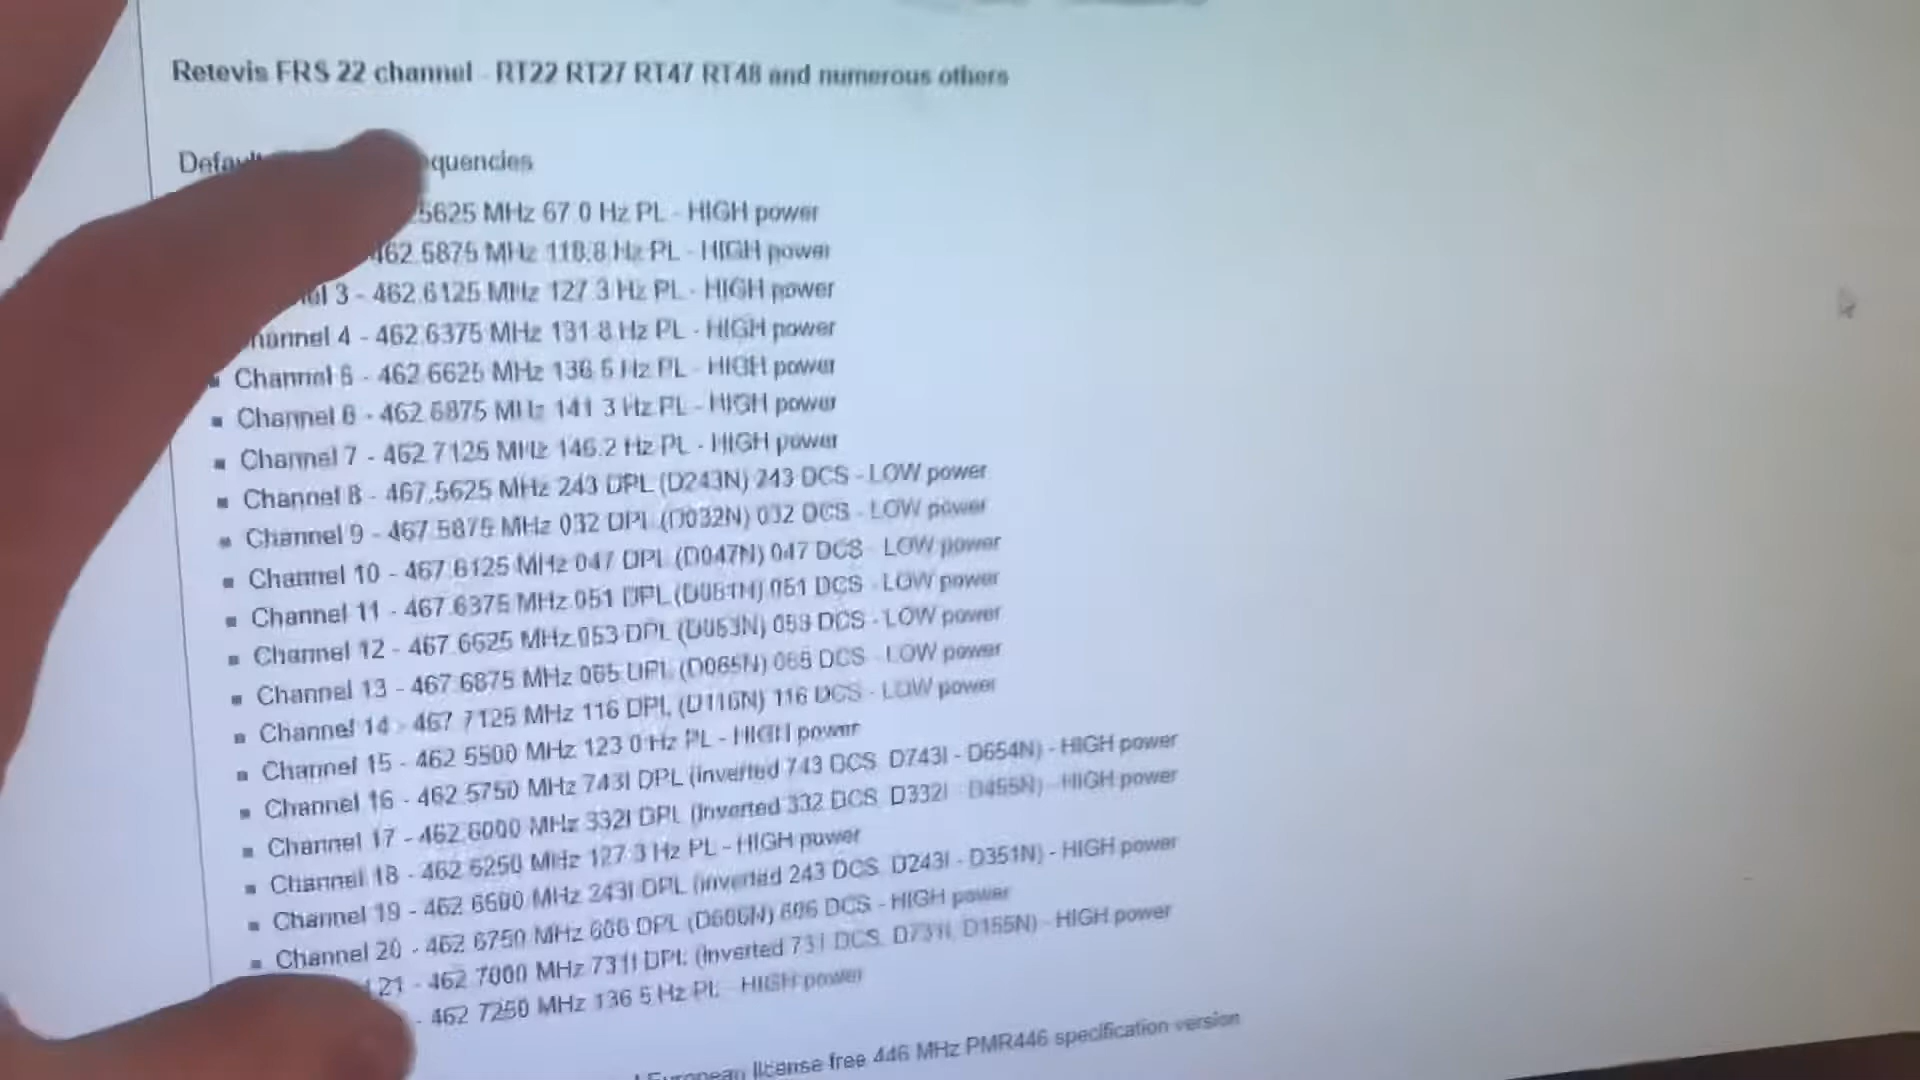 Retevis FRS 22 channel - RT22 RT27 RT47 RT48 and numerous others
quencies
5625 MHz 67.0 Hz PL - HIGH power
462.5875 MHz 118.8 Hz PL - HIGH power
3 - 462.6125 MHz 127.3 Hz PL - HIGH power
hannel 4 - 462.6375 MHz 131.8 Hz PL - HIGH power
Channel 5 - 462.6625 MHz 136.5 Hz PL - HIGH power
Channel 6 - 462.6875 MHz 141.3 Hz PL - HIGH power
Channel 7 - 462.7125 MHz 146.2 Hz PL - HIGH power
Channel 8 - 467.5625 MHz 243 DPL (D243N) 243 DCS - LOW power
Channel 9 - 467.5875 MHz 032 DPL (D032N) 032 DCS - LOW power
Channel 10 - 467.6125 MHz 047 DPL (D047N) 047 DCS - LOW power
Channel 11 - 467.6375 MHz 051 DPL (D051N) 051 DCS - LOW power
Channel 12 - 467.6625 MHz 053 DPL (D053N) 053 DCS - LOW power
Channel 13 - 467.6875 MHz 065 DPL (D065N) 065 DCS - LOW power
Channel 14 - 467.7125 MHz 116 DPL (D116N) 116 DCS - LOW power
Channel 15 - 462.5500 MHz 123.0 Hz PL - HIGH power
Channel 16 - 462.5750 MHz 743I DPL (inverted 743 DCS, D743I - D654N) - HIGH power
Channel 17 - 462.6000 MHz 332I DPL (inverted 332 DCS, D332I - D455N) - HIGH power
Channel 18 - 462.6250 MHz 127.3 Hz PL - HIGH power
Channel 19 - 462.6500 MHz 243I DPL (inverted 243 DCS, D243I - D351N) - HIGH power
Channel 20 - 462.6750 MHz 606 DPL (D606N) 606 DCS - HIGH power
21 - 462.7000 MHz 731I DPL (inverted 731 DCS, D731I, D155N) - HIGH power
- 462.7250 MHz 136.5 Hz PL - HIGH power
European license free 446 MHz PMR446 specification version